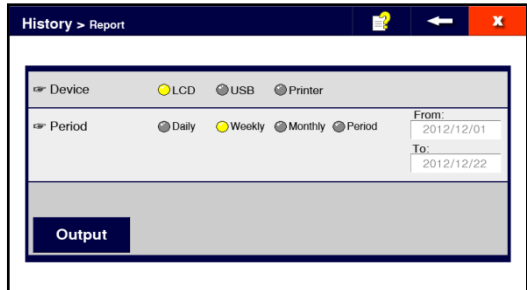 History > Report
X
☞ Device LCD USB Printer
☞ Period Daily Weekly Monthly Period
From:
2012/12/01
To:
2012/12/22
Output